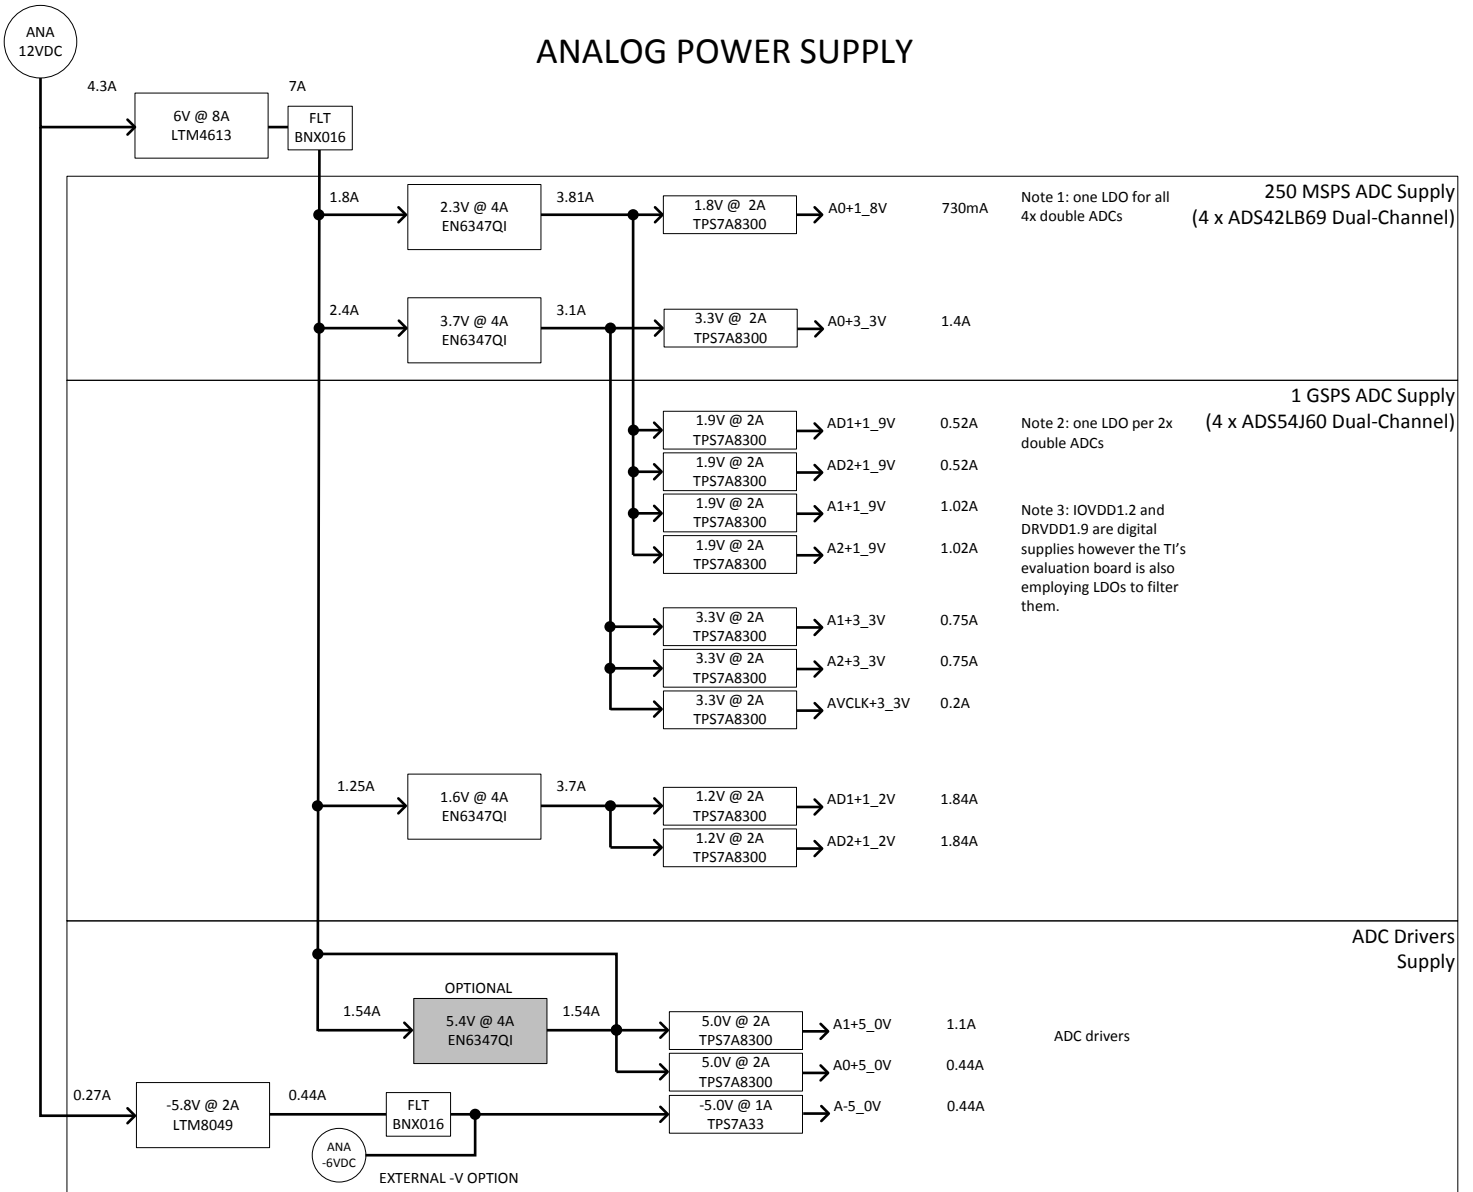 ANA
12VDC
ANALOG POWER SUPPLY
4.3A
6V @ 8A
LTM4613
7A
FLT
BNX016
250 MSPS ADC Supply
(4 x ADS42LB69 Dual-Channel)
1.8A
2.3V @ 4A
EN6347QI
3.81A
1.8V @ 2A
TPS7A8300
A0+1_8V
730mA
Note 1: one LDO for all
4x double ADCs
2.4A
3.7V @ 4A
EN6347QI
3.1A
3.3V @ 2A
TPS7A8300
A0+3_3V
1.4A
1 GSPS ADC Supply
(4 x ADS54J60 Dual-Channel)
1.9V @ 2A
TPS7A8300
AD1+1_9V
0.52A
Note 2: one LDO per 2x
double ADCs
1.9V @ 2A
TPS7A8300
AD2+1_9V
0.52A
1.9V @ 2A
TPS7A8300
A1+1_9V
1.02A
1.9V @ 2A
TPS7A8300
A2+1_9V
1.02A
Note 3: IOVDD1.2 and
DRVDD1.9 are digital
supplies however the TI's
evaluation board is also
employing LDOs to filter
them.
3.3V @ 2A
TPS7A8300
A1+3_3V
0.75A
3.3V @ 2A
TPS7A8300
A2+3_3V
0.75A
3.3V @ 2A
TPS7A8300
AVCLK+3_3V
0.2A
1.25A
1.6V @ 4A
EN6347QI
3.7A
1.2V @ 2A
TPS7A8300
AD1+1_2V
1.84A
1.2V @ 2A
TPS7A8300
AD2+1_2V
1.84A
ADC Drivers
Supply
OPTIONAL
1.54A
5.4V @ 4A
EN6347QI
1.54A
5.0V @ 2A
TPS7A8300
A1+5_0V
1.1A
ADC drivers
5.0V @ 2A
TPS7A8300
A0+5_0V
0.44A
0.27A
-5.8V @ 2A
LTM8049
0.44A
FLT
BNX016
-5.0V @ 1A
TPS7A33
A-5_0V
0.44A
ANA
-6VDC
EXTERNAL -V OPTION